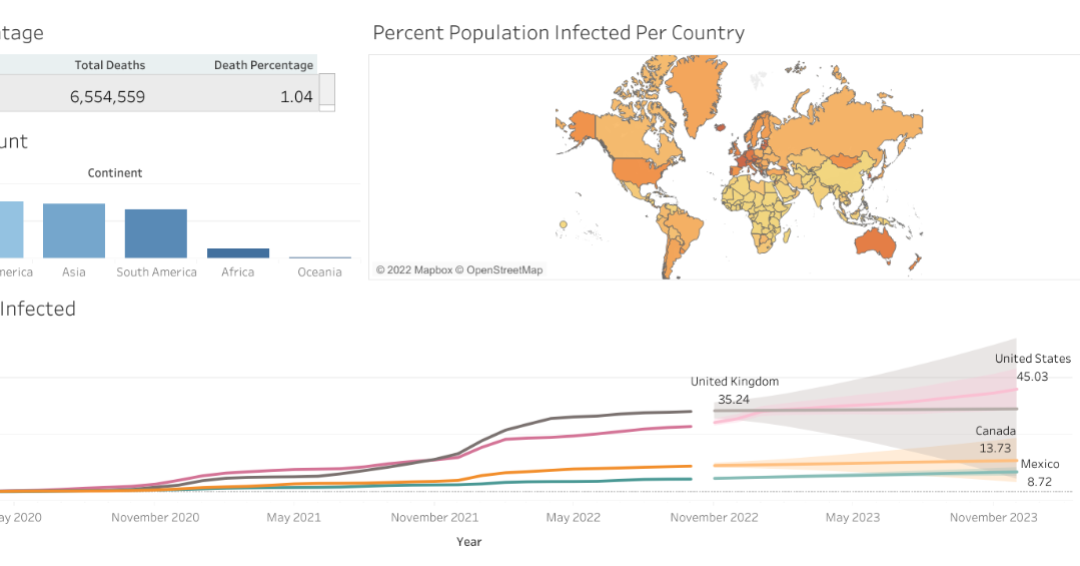 ntage
Total Deaths Death Percentage
6,554,559 1.04
unt
Continent
merica Asia South America Africa Oceania
Percent Population Infected Per Country
© 2022 Mapbox © OpenStreetMap
Infected
United States
45.03
United Kingdom
35.24
Canada
13.73
Mexico
8.72
ay 2020 November 2020 May 2021 November 2021 May 2022 November 2022 May 2023 November 2023
Year